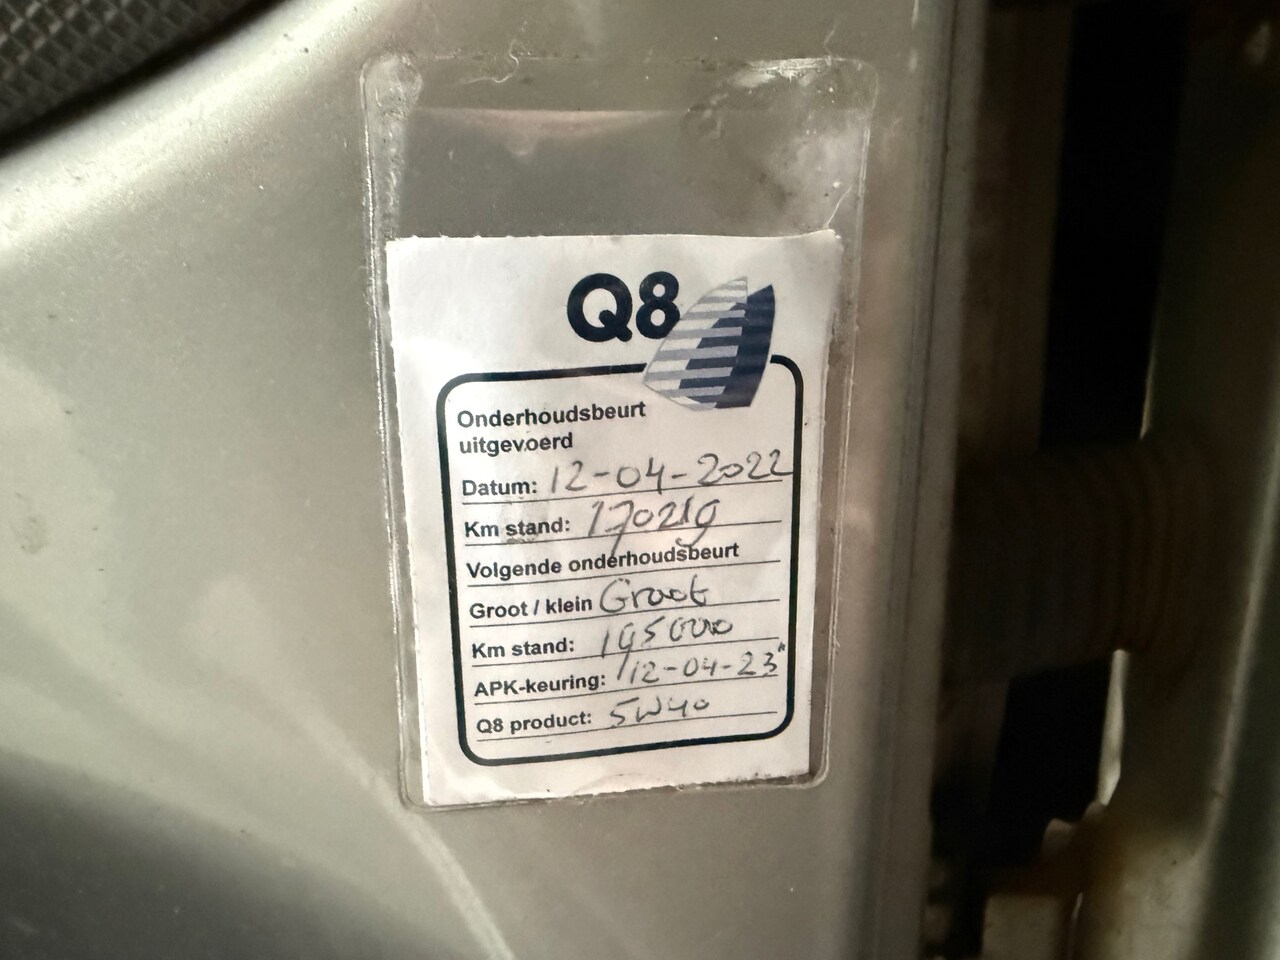 Q8
Onderhoudsbeurt
uitgevoerd
Datum: 12-04-2022
Km stand: 170219
Volgende onderhoudsbeurt
Groot / klein Groot
Km stand: 195000
APK-keuring: 12-04-23*
Q8 product: 5W40